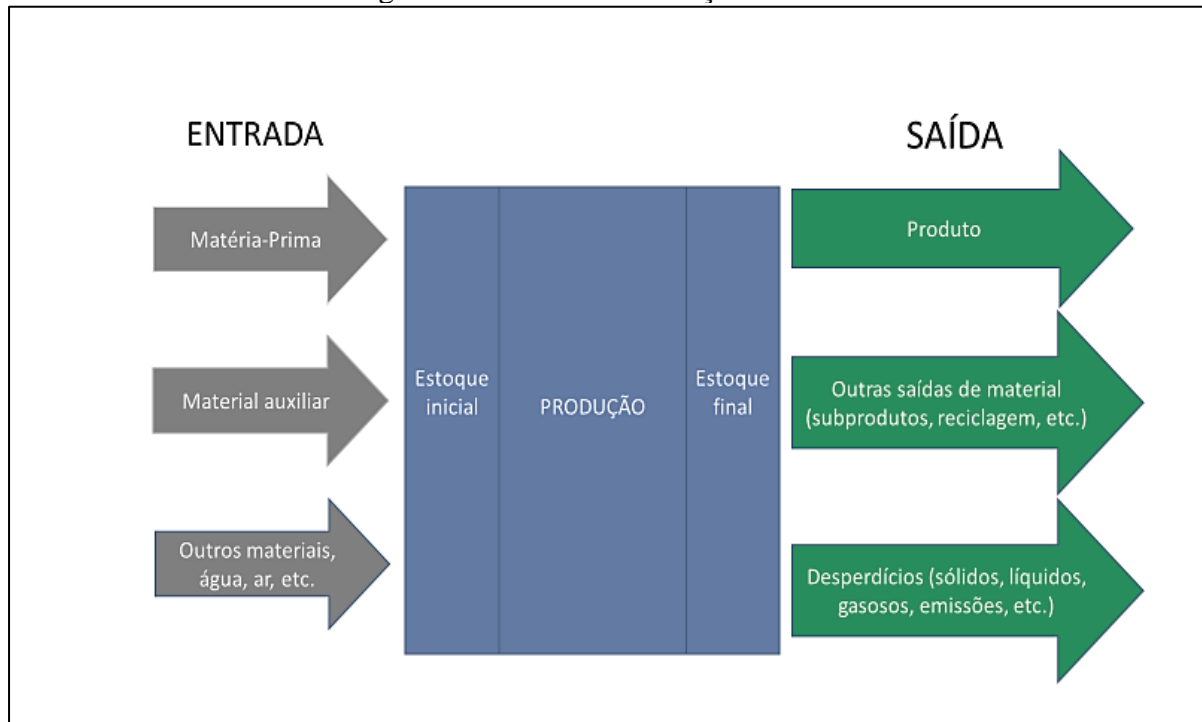 ENTRADA
SAÍDA
Matéria-Prima
Produto
Material auxiliar
Estoque
inicial
PRODUÇÃO
Estoque
final
Outras saídas de material
(subprodutos, reciclagem, etc.)
Outros materiais,
água, ar, etc.
Desperdícios (sólidos, líquidos,
gasosos, emissões, etc.)